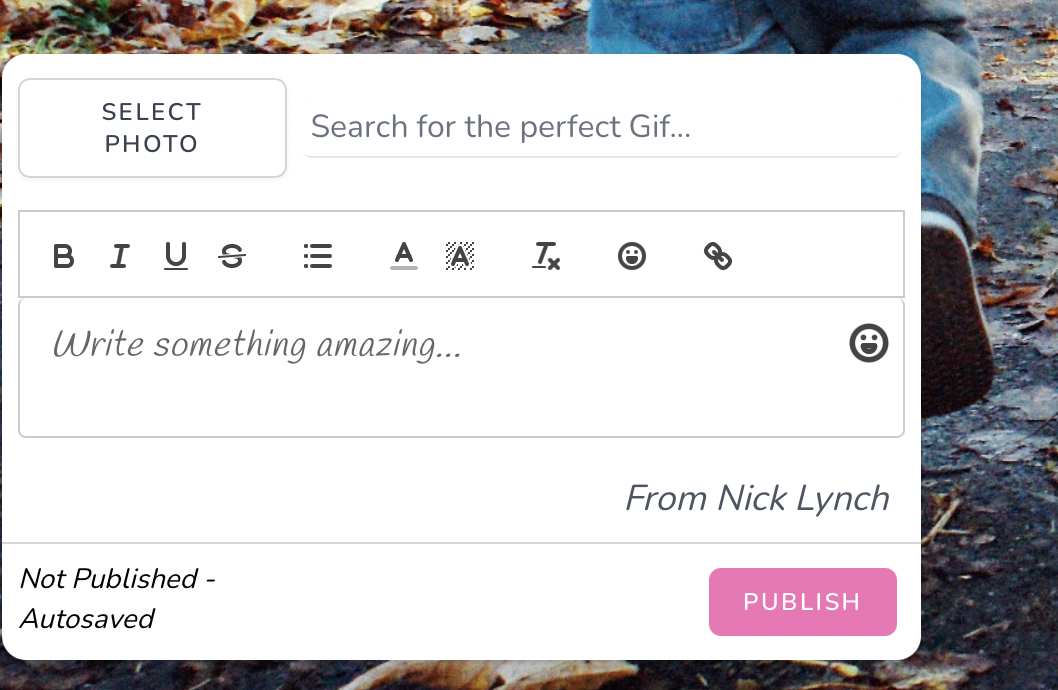 SELECT
PHOTO
Search for the perfect Gif...
Write something amazing...
From Nick Lynch
Not Published -
Autosaved
PUBLISH